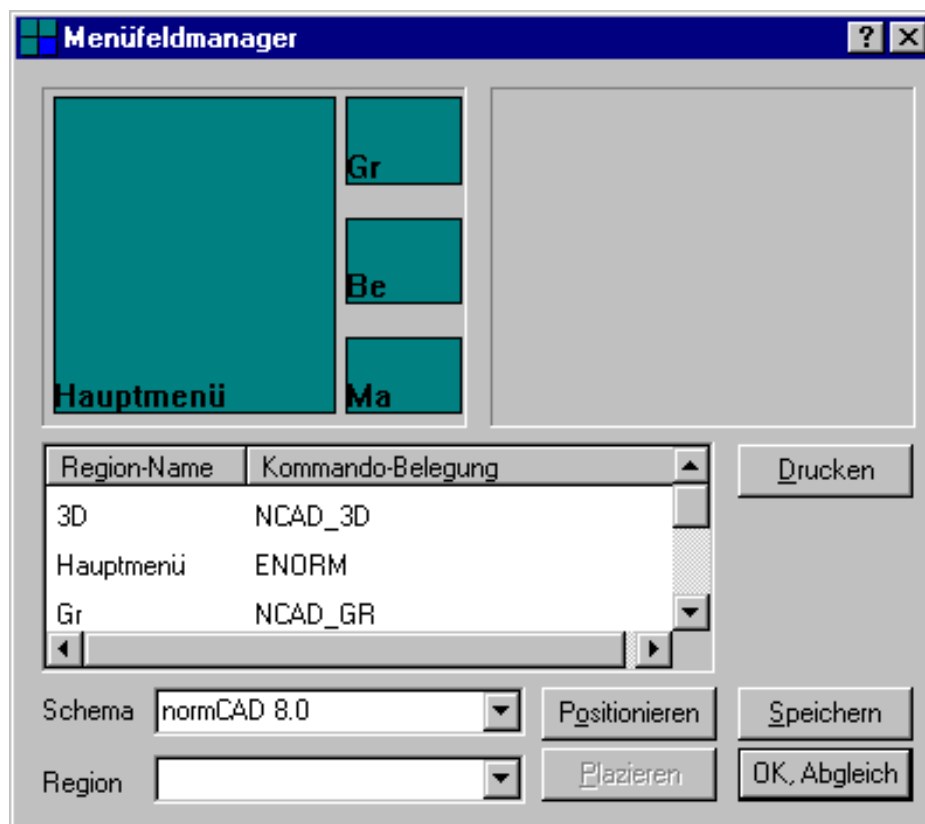 Menüfeldmanager
Gr
Be
Hauptmenü
Ma
Region-Name Kommando-Belegung
Drucken
3D NCAD_3D
Hauptmenü ENORM
Gr NCAD_GR
Schema normCAD 8.0 Positionieren Speichern
Region Plazieren OK, Abgleich